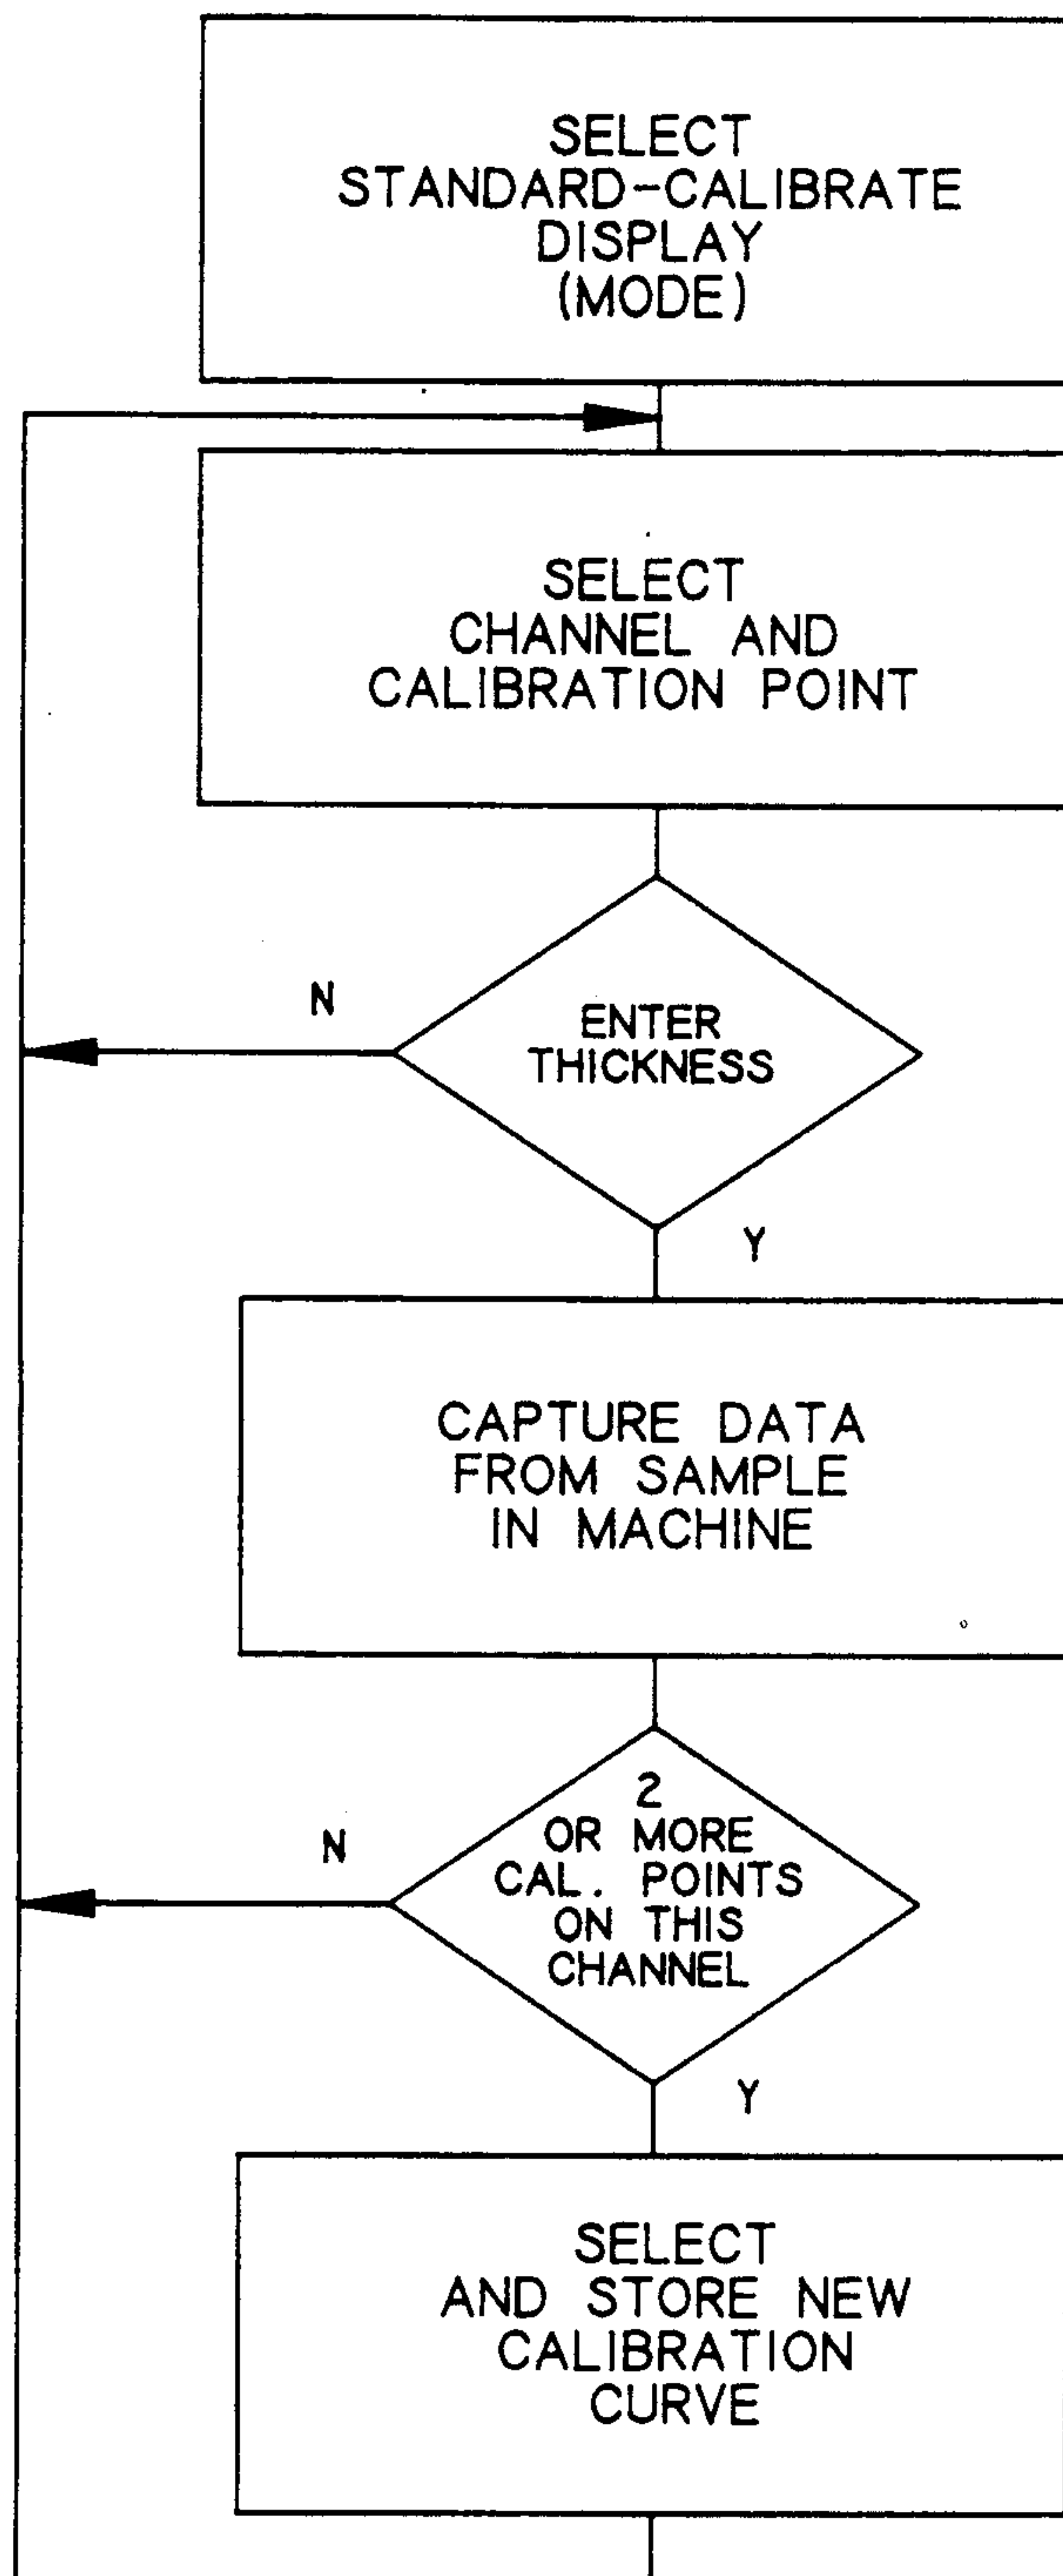 SELECT
STANDARD-CALIBRATE
DISPLAY
(MODE)
SELECT
CHANNEL AND
CALIBRATION POINT
N
ENTER
THICKNESS
Y
CAPTURE DATA
FROM SAMPLE
IN MACHINE
2
OR MORE
CAL. POINTS
ON THIS
CHANNEL
N
Y
SELECT
AND STORE NEW
CALIBRATION
CURVE